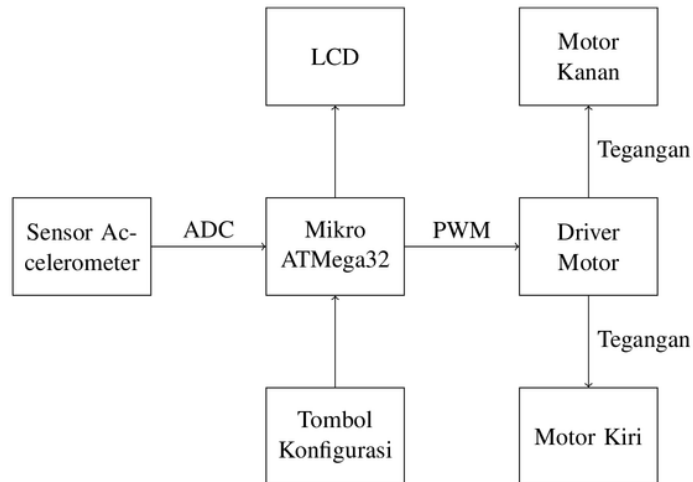 LCD
Motor
Kanan
Tegangan
Sensor Ac-
celerometer
ADC
Mikro
ATMega32
PWM
Driver
Motor
Tegangan
Tombol
Konfigurasi
Motor Kiri